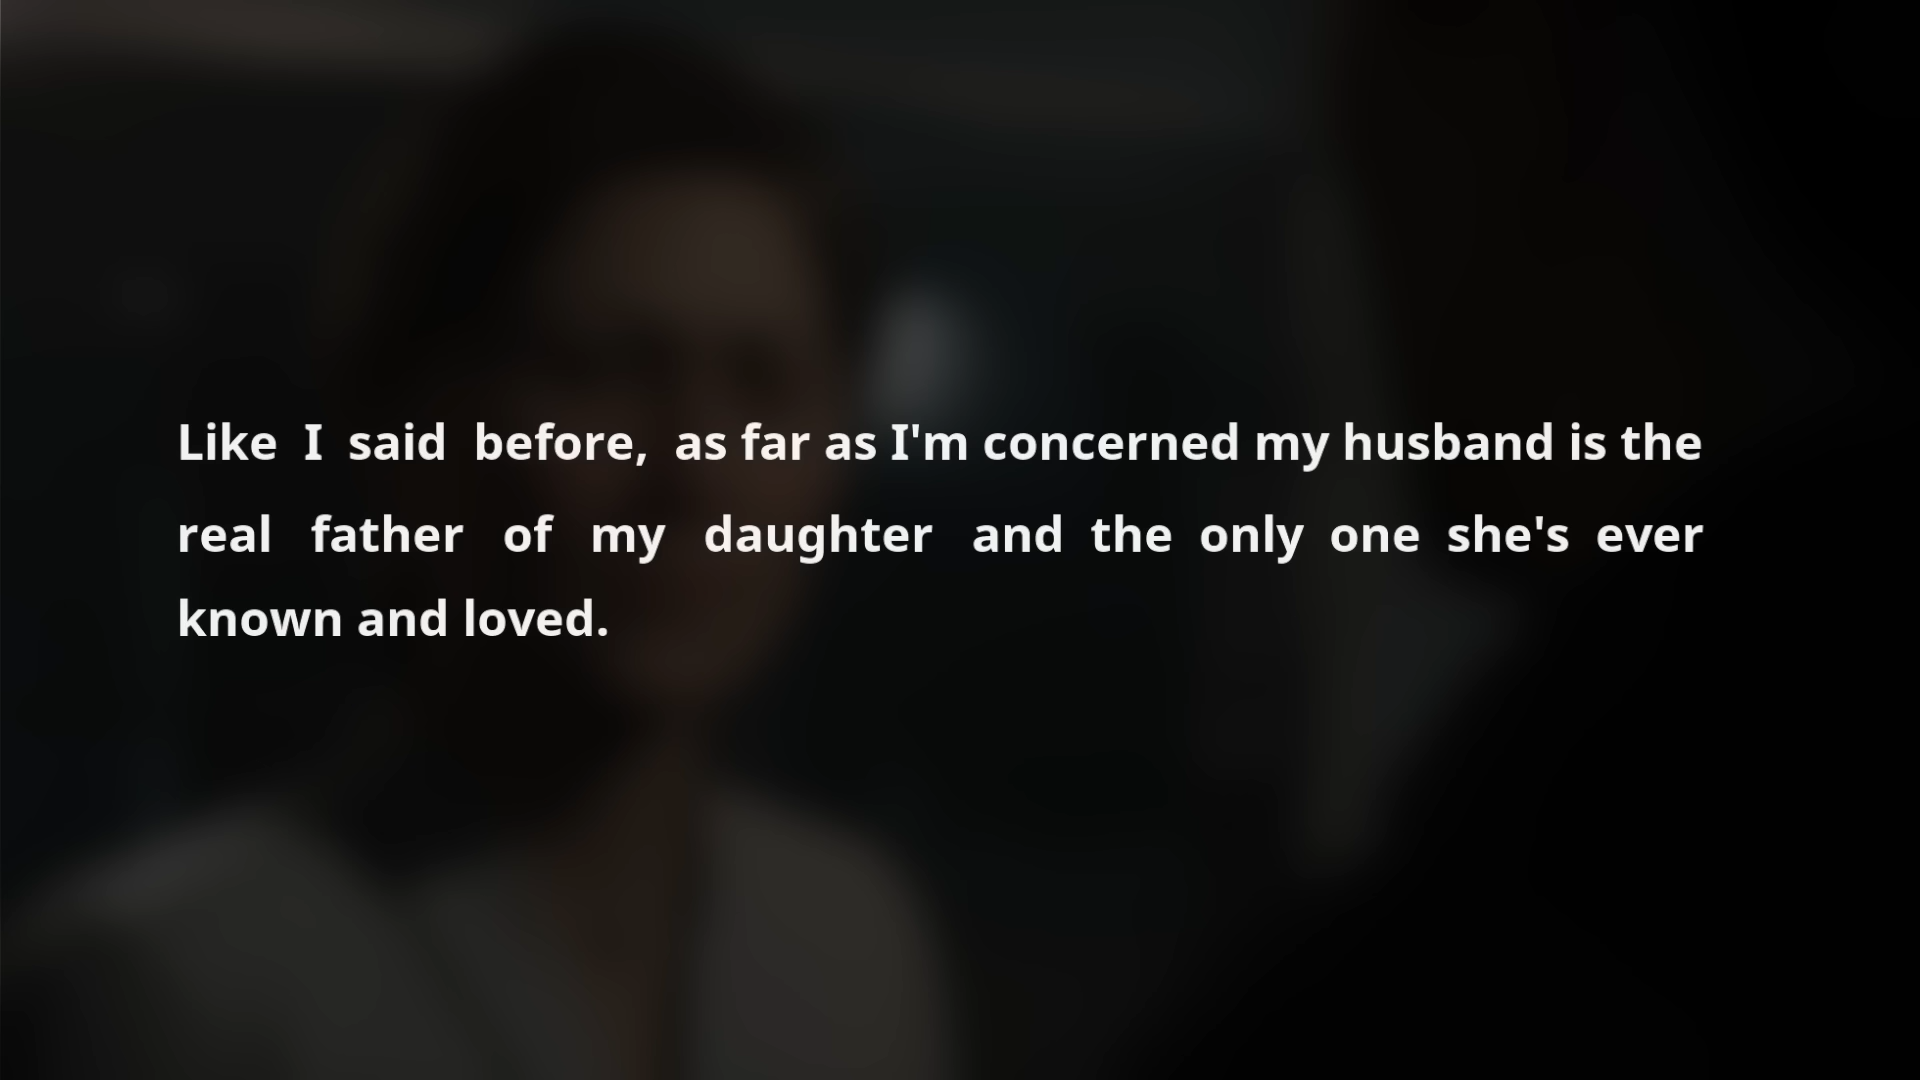 Like I said before, as far as I'm concerned my husband is the
real father of my daughter and the only one she's ever
known and loved.